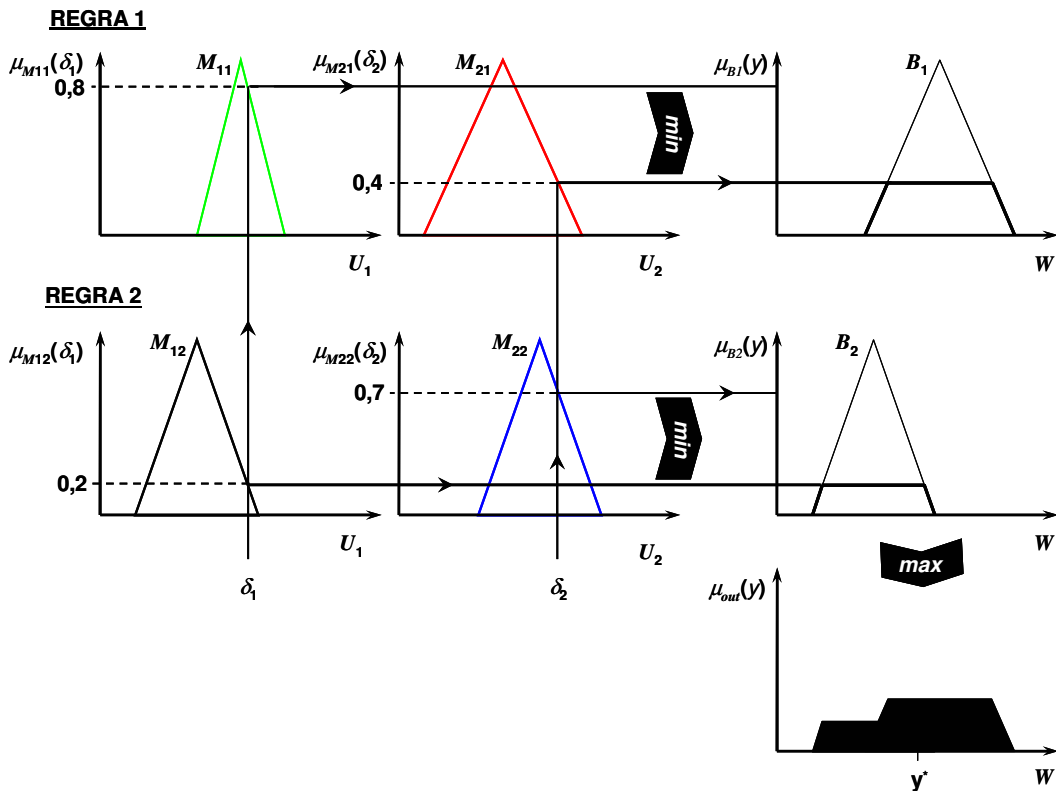 REGRA 1
μM11(δ1) M11 μM21(δ2) M21 μB1(y) B1
0,8
min
0,4
U1 U2 W
REGRA 2
μM12(δ1) M12 μM22(δ2) M22 μB2(y) B2
0,7
min
0,2
U1 U2 W
max
δ1 δ2 μout(y)
W
y*